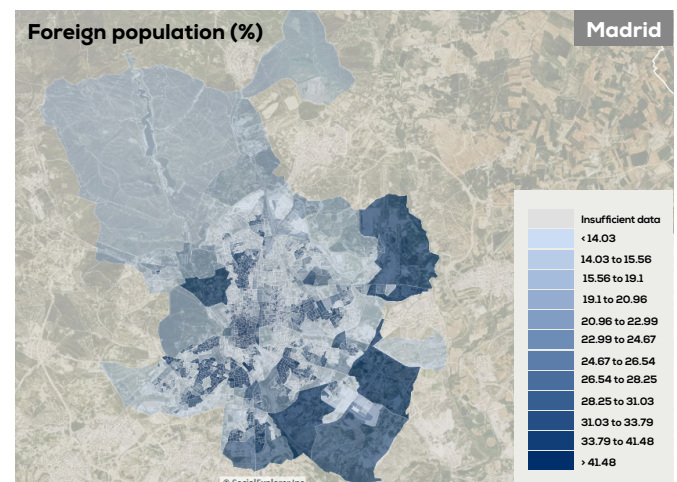 Foreign population (%)
Madrid
Insufficient data
< 14.03
14.03 to 15.56
15.56 to 19.1
19.1 to 20.96
20.96 to 22.99
22.99 to 24.67
24.67 to 26.54
26.54 to 28.25
28.25 to 31.03
31.03 to 33.79
33.79 to 41.48
> 41.48
© SocialExplorer Inc